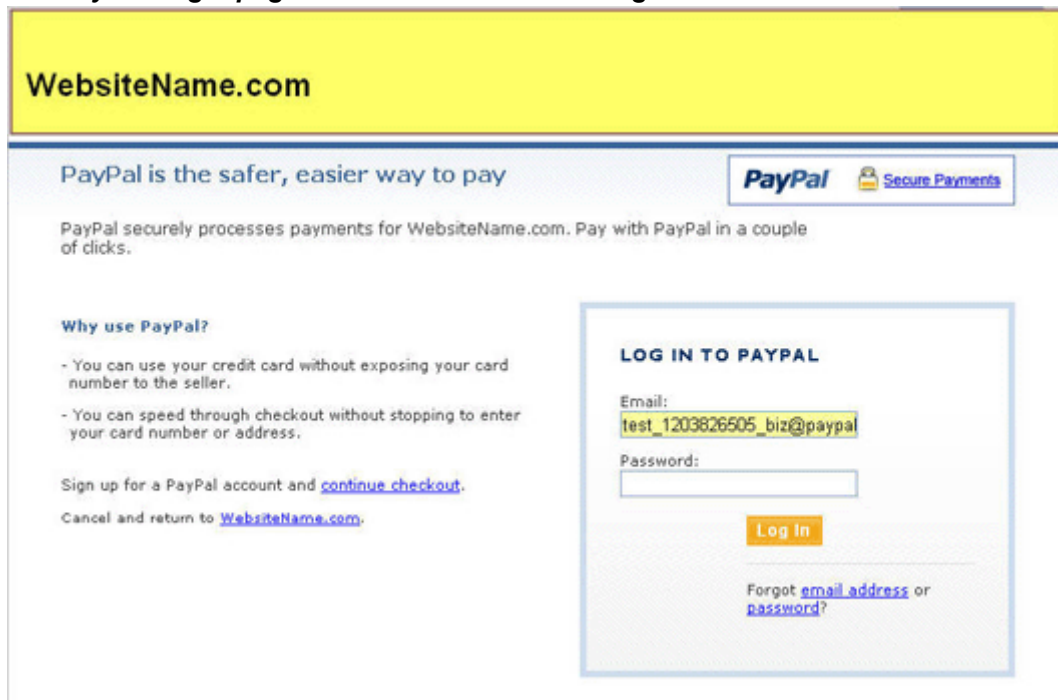 WebsiteName.com
PayPal is the safer, easier way to pay
PayPal Secure Payments
PayPal securely processes payments for WebsiteName.com. Pay with PayPal in a couple
of clicks.
Why use PayPal?
- You can use your credit card without exposing your card
number to the seller.
- You can speed through checkout without stopping to enter
your card number or address.
Sign up for a PayPal account and continue checkout.
Cancel and return to WebsiteName.com.
LOG IN TO PAYPAL
Email:
test_1203826505_biz@paypal
Password:
Log In
Forgot email address or
password?